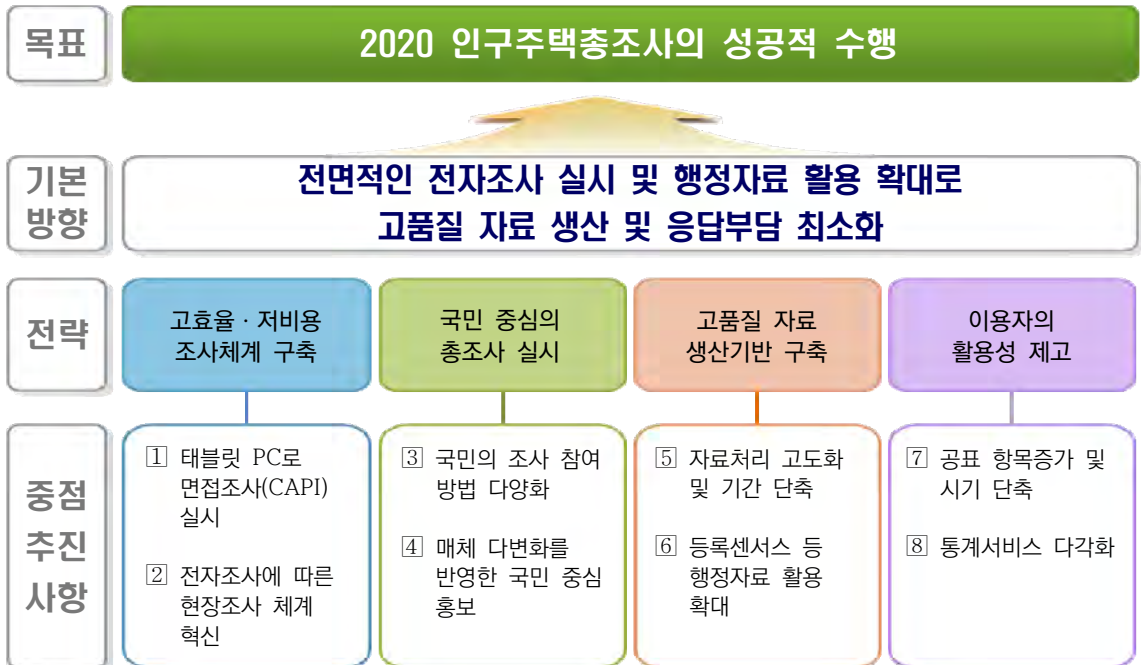 목표
2020 인구주택총조사의 성공적 수행
기본
방향
전면적인 전자조사 실시 및 행정자료 활용 확대로
고품질 자료 생산 및 응답부담 최소화
전략
고효율·저비용
조사체계 구축
국민 중심의
총조사 실시
고품질 자료
생산기반 구축
이용자의
활용성 제고
중점
추진
사항
1 태블릿 PC로
면접조사(CAPI)
실시
2 전자조사에 따른
현장조사 체계
혁신
3 국민의 조사 참여
방법 다양화
4 매체 다변화를
반영한 국민 중심
홍보
5 자료처리 고도화
및 기간 단축
6 등록센서스 등
행정자료 활용
확대
7 공표 항목증가 및
시기 단축
8 통계서비스 다각화